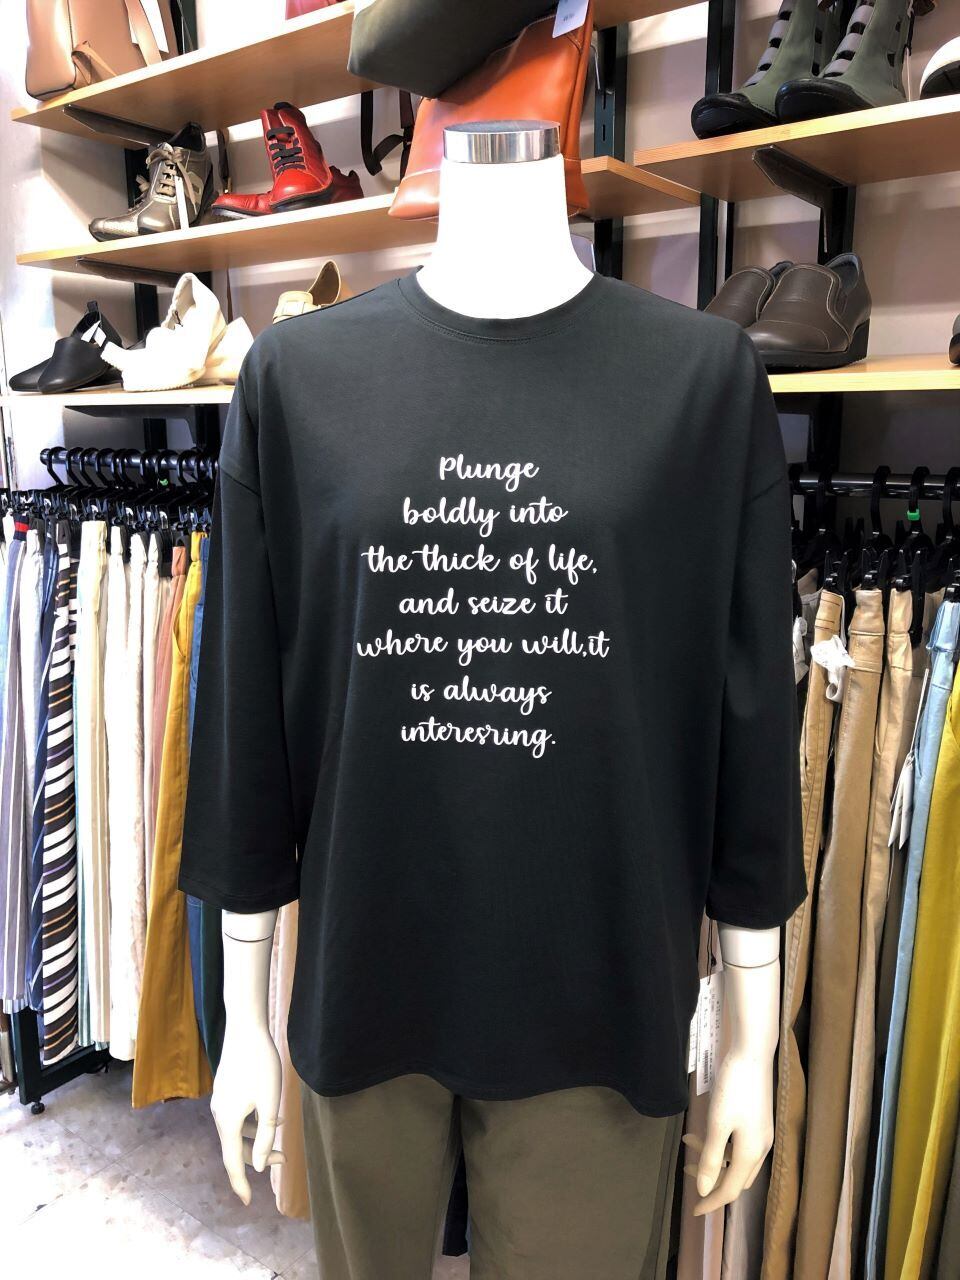 Plunge
boldly into
the thick of life,
and seize it
where you will,it
is always
interesring.